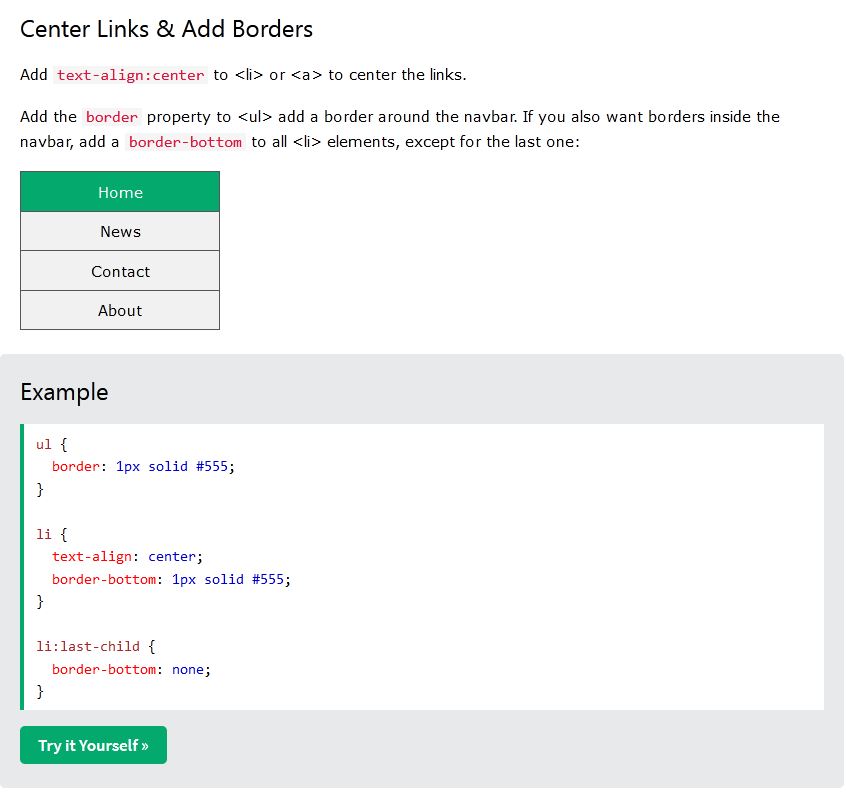 Center Links & Add Borders
Add text-align:center to <li> or <a> to center the links.
Add the border property to <ul> add a border around the navbar. If you also want borders inside the
navbar, add a border-bottom to all <li> elements, except for the last one:
Home
News
Contact
About
Example
ul {
  border: 1px solid #555;
}
li {
  text-align: center;
  border-bottom: 1px solid #555;
}
li:last-child {
  border-bottom: none;
}
Try it Yourself »